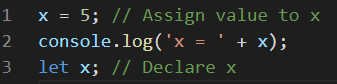 1 x = 5; // Assign value to x
2 console.log('x = ' + x);
3 let x; // Declare x